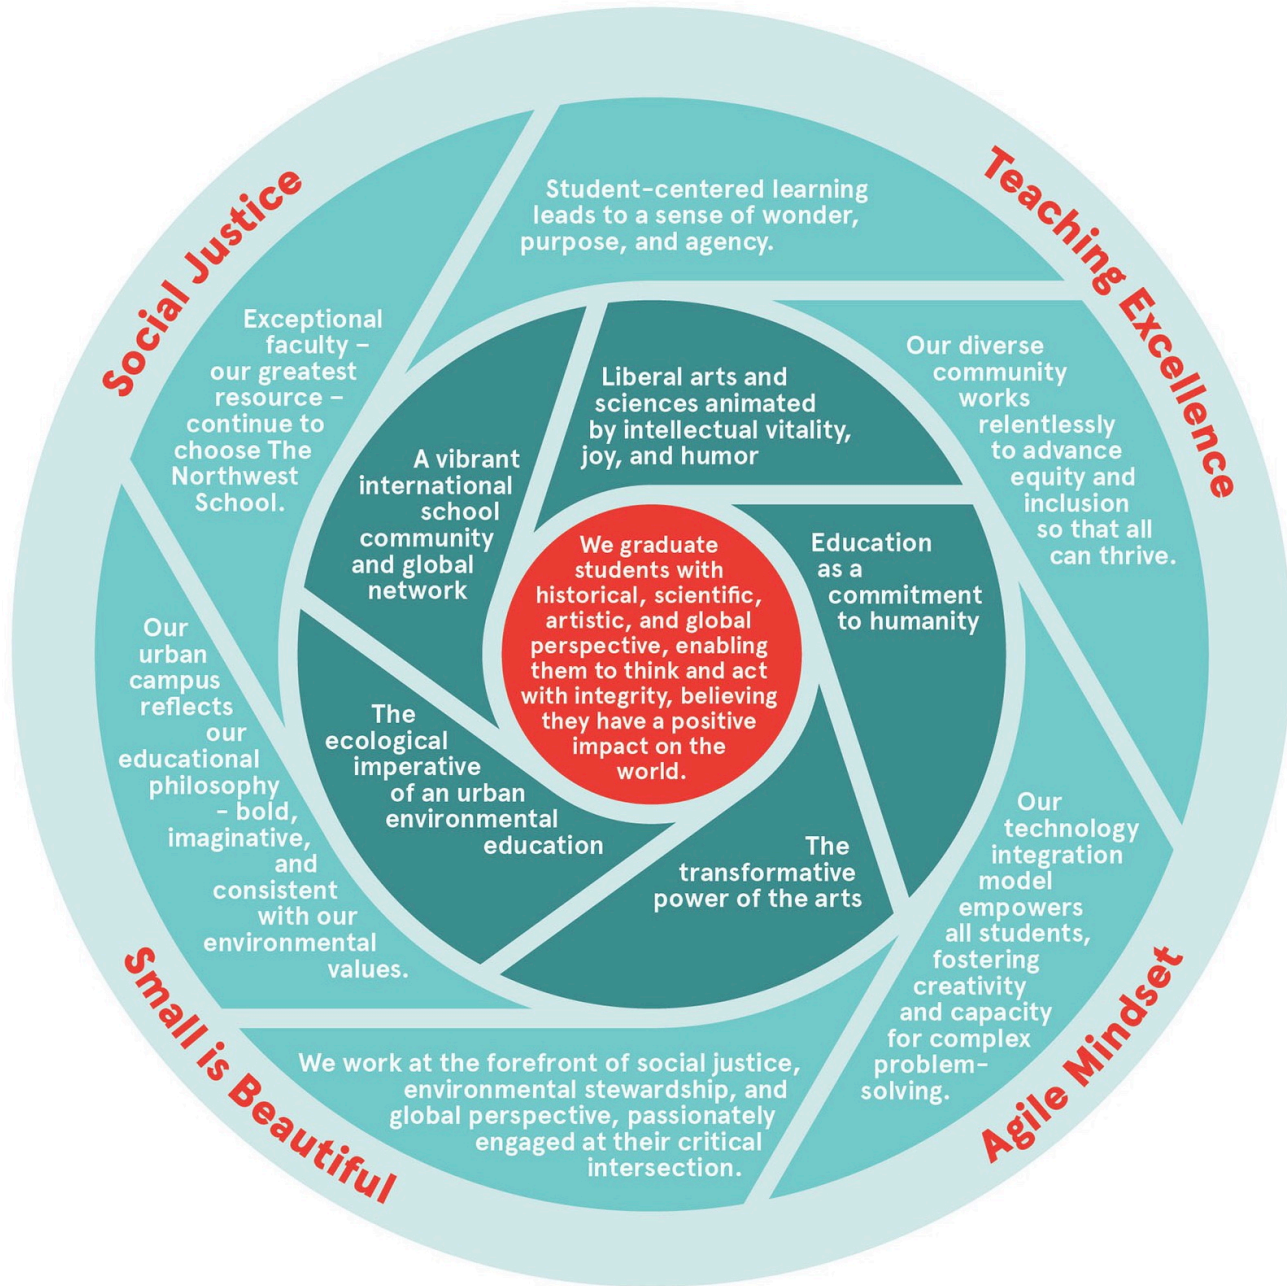 Social Justice
Teaching Excellence
Agile Mindset
Small is Beautiful
Student-centered learning
leads to a sense of wonder,
purpose, and agency.
Our diverse
community
works
relentlessly
to advance
equity and
inclusion
so that all
can thrive.
Our
technology
integration
model
empowers
all students,
fostering
creativity
and capacity
for complex
problem-
solving.
We work at the forefront of social justice,
environmental stewardship, and
global perspective, passionately
engaged at their critical
intersection.
Our
urban
campus
reflects
our
educational
philosophy
– bold,
imaginative,
and
consistent
with our
environmental
values.
Exceptional
faculty –
our greatest
resource –
continue to
choose The
Northwest
School.
Liberal arts and
sciences animated
by intellectual vitality,
joy, and humor
Education
as a
commitment
to humanity
The
transformative
power of the arts
The
ecological
imperative
of an urban
environmental
education
A vibrant
international
school
community
and global
network
We graduate
students with
historical, scientific,
artistic, and global
perspective, enabling
them to think and act
with integrity, believing
they have a positive
impact on the
world.